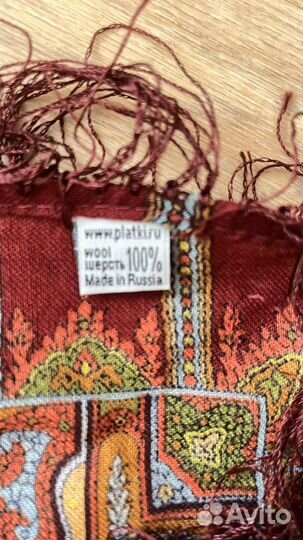 www.platki.ru
wool
шерсть 100%
Made in Russia
Avito